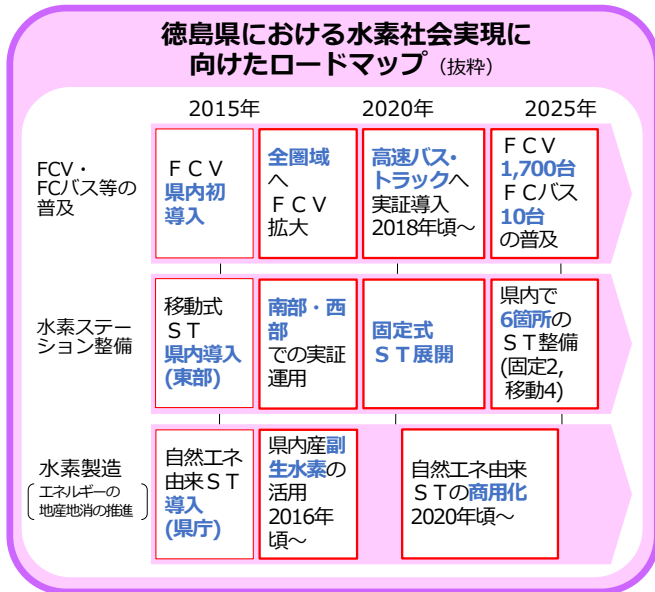 徳島県における水素社会実現に
向けたロードマップ（抜粋）
2015年
2020年
2025年
FCV・
FCバス等の
普及
ＦＣＶ
県内初
導入
全圏域
へ
ＦＣＶ
拡大
高速バス・
トラックへ
実証導入
2018年頃～
ＦＣＶ
1,700台
ＦＣバス
10台
の普及
水素ステー
ション整備
移動式
ＳＴ
県内導入
(東部)
南部・西
部
での実証
運用
固定式
ＳＴ展開
県内で
6箇所の
ＳＴ整備
(固定2,
移動4)
水素製造
エネルギーの
地産地消の推進
自然エネ
由来ＳＴ
導入
(県庁)
県内産副
生水素の
活用
2016年
頃～
自然エネ由来
ＳＴの商用化
2020年頃～